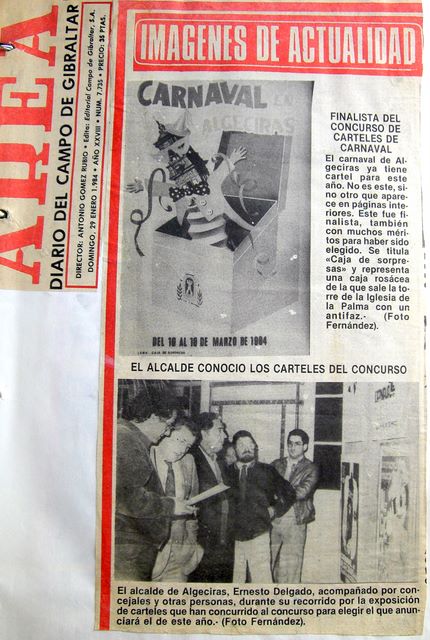 AREA
DIARIO DEL CAMPO DE GIBRALTAR
DIRECTOR: ANTONIO GOMEZ RUBIO • Edita: Editorial Campo de Gibraltar, S.A.
DOMINGO, 29 ENERO 1.984 • AÑO XXVIII • NUM. 7.735 • PRECIO: 35 PTAS.
IMAGENES DE ACTUALIDAD
CARNAVAL en
ALGECIRAS
DEL 10 AL 18 DE MARZO DE 1984
LEMA: CAJA DE SORPRESAS
FINALISTA DEL
CONCURSO DE
CARTELES DE
CARNAVAL
El carnaval de Al-
geciras ya tiene
cartel para este
año. No es este, si-
no otro que apare-
ce en páginas inte-
riores. Este fue fi-
nalista, también
con muchos méri-
tos para haber sido
elegido. Se titula
«Caja de sorpre-
sas» y representa
una caja rosácea
de la que sale la to-
rre de la Iglesia de
la Palma con un
antifaz.- (Foto
Fernández).
EL ALCALDE CONOCIO LOS CARTELES DEL CONCURSO
El alcalde de Algeciras, Ernesto Delgado, acompañado por con-
cejales y otras personas, durante su recorrido por la exposición
de carteles que han concurrido al concurso para elegir el que anun-
ciará el de este año.- (Foto Fernández).